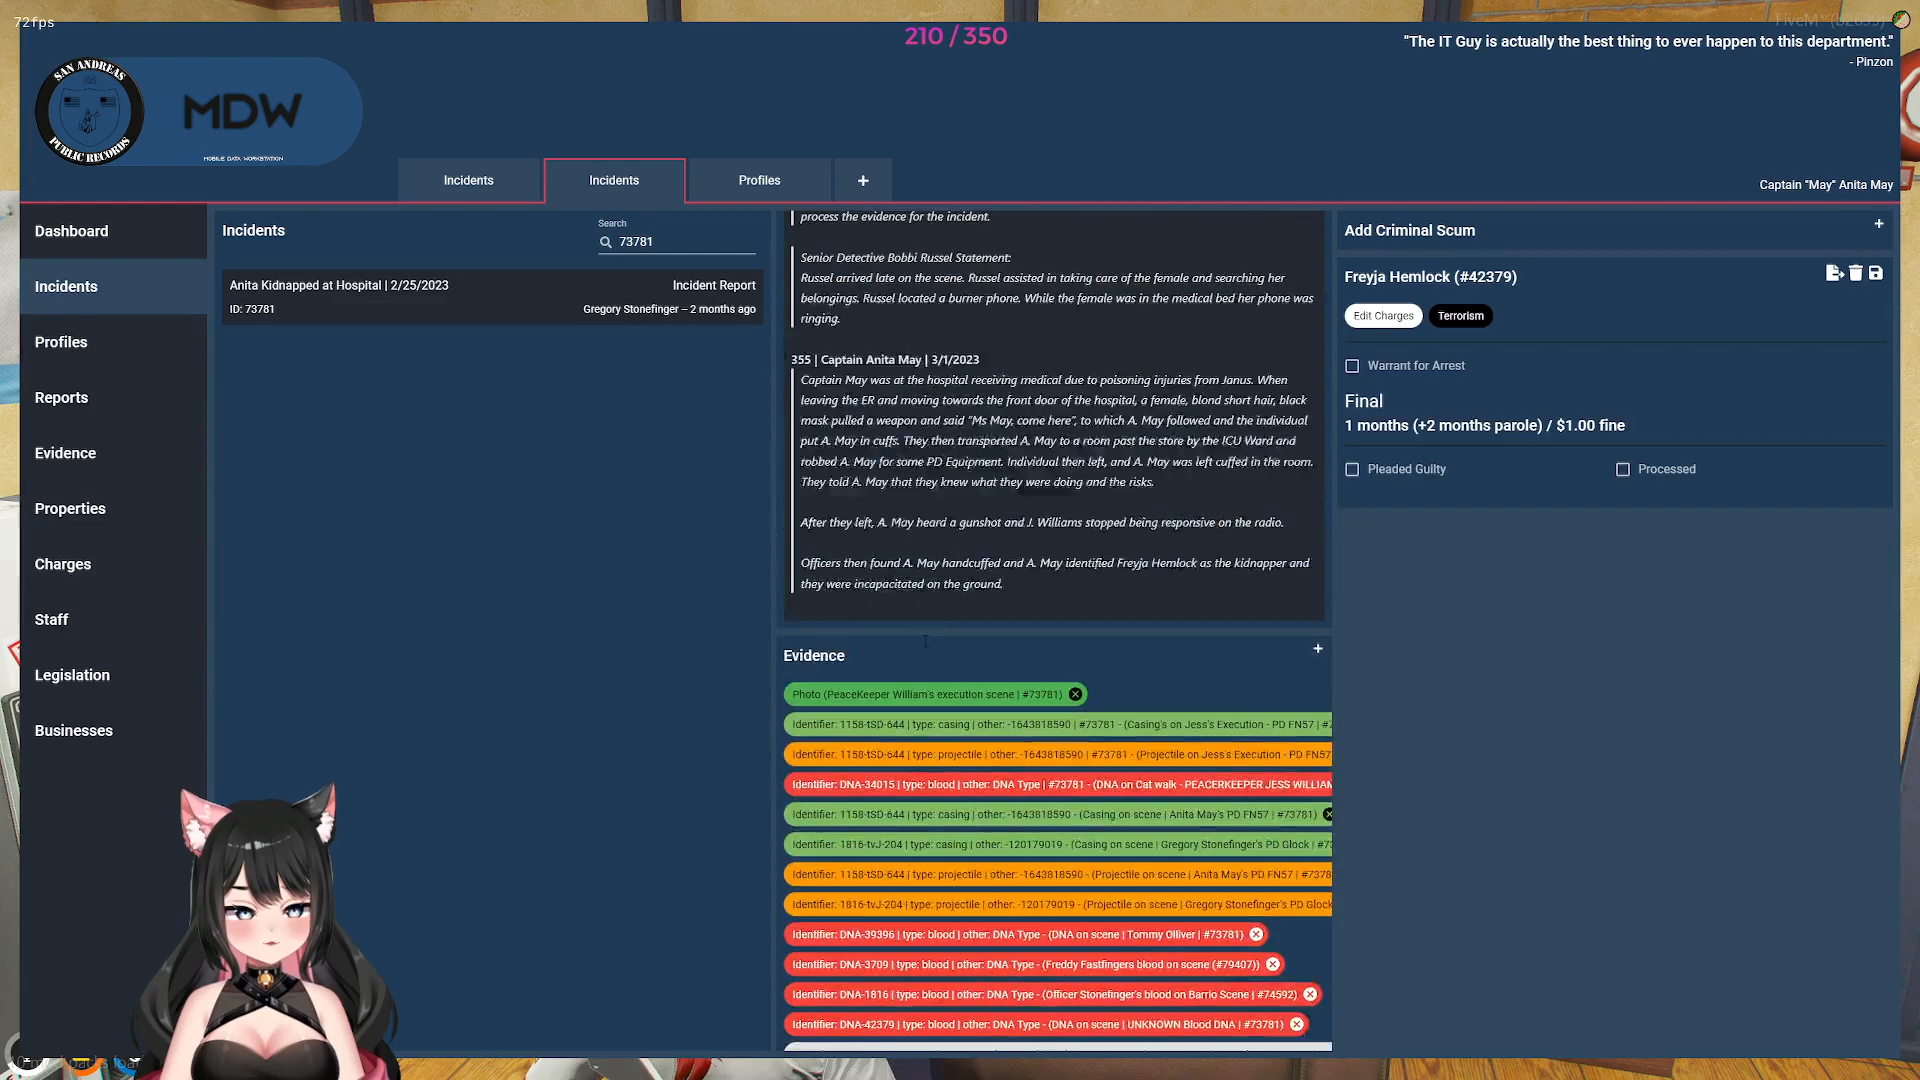 72fps
210 / 350
FiveM
"The IT Guy is actually the best thing to ever happen to this department."
- Pinzon
SAN ANDREAS
PUBLIC RECORDS
MDW
MOBILE DATA WORKSTATION
Incidents
Incidents
Profiles
+
Captain "May" Anita May
Dashboard
Incidents
Profiles
Reports
Evidence
Properties
Charges
Staff
Legislation
Businesses
Incidents
Search
73781
Anita Kidnapped at Hospital | 2/25/2023
Incident Report
ID: 73781
Gregory Stonefinger – 2 months ago
process the evidence for the incident.
Senior Detective Bobbi Russel Statement:
Russel arrived late on the scene. Russel assisted in taking care of the female and searching her
belongings. Russel located a burner phone. While the female was in the medical bed her phone was
ringing.
355 | Captain Anita May | 3/1/2023
Captain May was at the hospital receiving medical due to poisoning injuries from Janus. When
leaving the ER and moving towards the front door of the hospital, a female, blond short hair, black
mask pulled a weapon and said "Ms May, come here", to which A. May followed and the individual
put A. May in cuffs. They then transported A. May to a room past the store by the ICU Ward and
robbed A. May for some PD Equipment. Individual then left, and A. May was left cuffed in the room.
They told A. May that they knew what they were doing and the risks.
After they left, A. May heard a gunshot and J. Williams stopped being responsive on the radio.
Officers then found A. May handcuffed and A. May identified Freyja Hemlock as the kidnapper and
they were incapacitated on the ground.
Evidence
+
Photo (PeaceKeeper William's execution scene | #73781)
Identifier: 1158-tSD-644 | type: casing | other: -1643818590 | #73781 - (Casing's on Jess's Execution - PD FN57 | #7
Identifier: 1158-tSD-644 | type: projectile | other: -1643818590 | #73781 - (Projectile on Jess's Execution - PD FN57
Identifier: DNA-34015 | type: blood | other: DNA Type | #73781 - (DNA on Cat walk - PEACERKEEPER JESS WILLIAM
Identifier: 1158-tSD-644 | type: casing | other: -1643818590 - (Casing on scene | Anita May's PD FN57 | #73781)
Identifier: 1816-tvJ-204 | type: casing | other: -120179019 - (Casing on scene | Gregory Stonefinger's PD Glock | #73
Identifier: 1158-tSD-644 | type: projectile | other: -1643818590 - (Projectile on scene | Anita May's PD FN57 | #7378
Identifier: 1816-tvJ-204 | type: projectile | other: -120179019 - (Projectile on scene | Gregory Stonefinger's PD Glock
Identifier: DNA-39396 | type: blood | other: DNA Type - (DNA on scene | Tommy Olliver | #73781)
Identifier: DNA-3709 | type: blood | other: DNA Type - (Freddy Fastfingers blood on scene (#79407))
Identifier: DNA-1816 | type: blood | other: DNA Type - (Officer Stonefinger's blood on Barrio Scene | #74592)
Identifier: DNA-42379 | type: blood | other: DNA Type - (DNA on scene | UNKNOWN Blood DNA | #73781)
Add Criminal Scum
+
Freyja Hemlock (#42379)
Edit Charges
Terrorism
Warrant for Arrest
Final
1 months (+2 months parole) / $1.00 fine
Pleaded Guilty
Processed